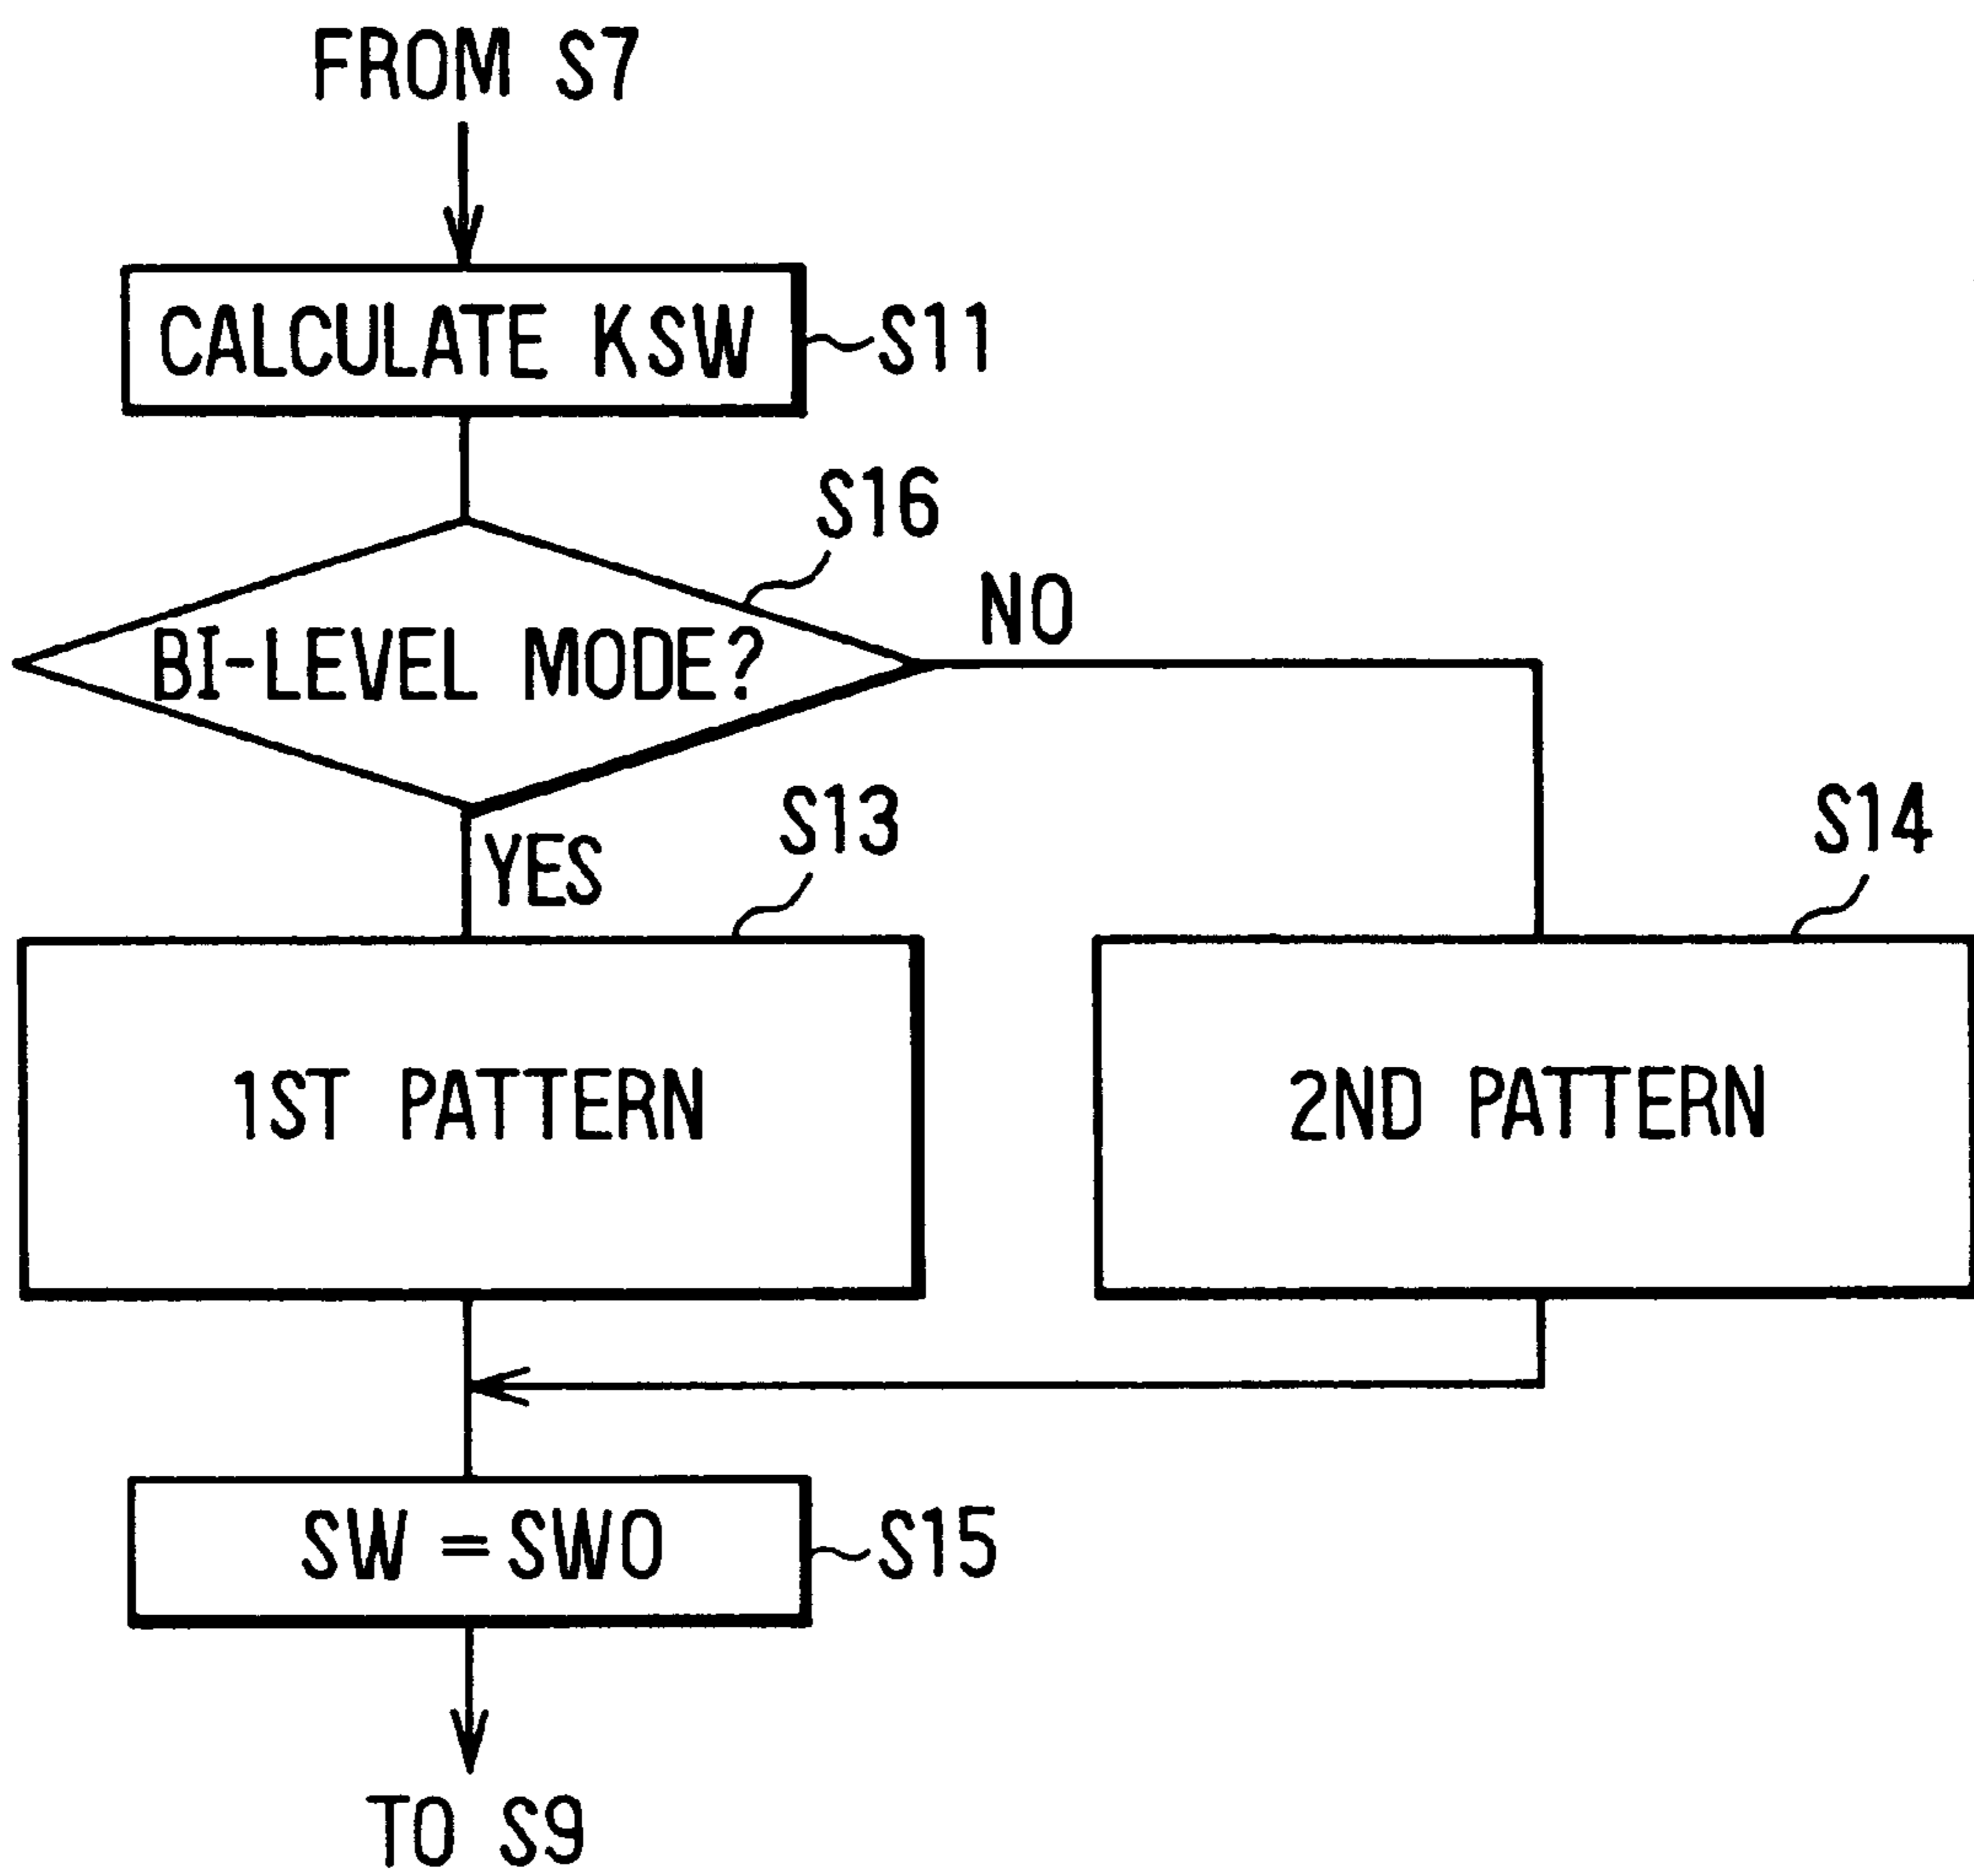 FROM S7
CALCULATE KSW
S11
S16
BI-LEVEL MODE?
NO
YES
S13
S14
1ST PATTERN
2ND PATTERN
SW=SWO
S15
TO S9